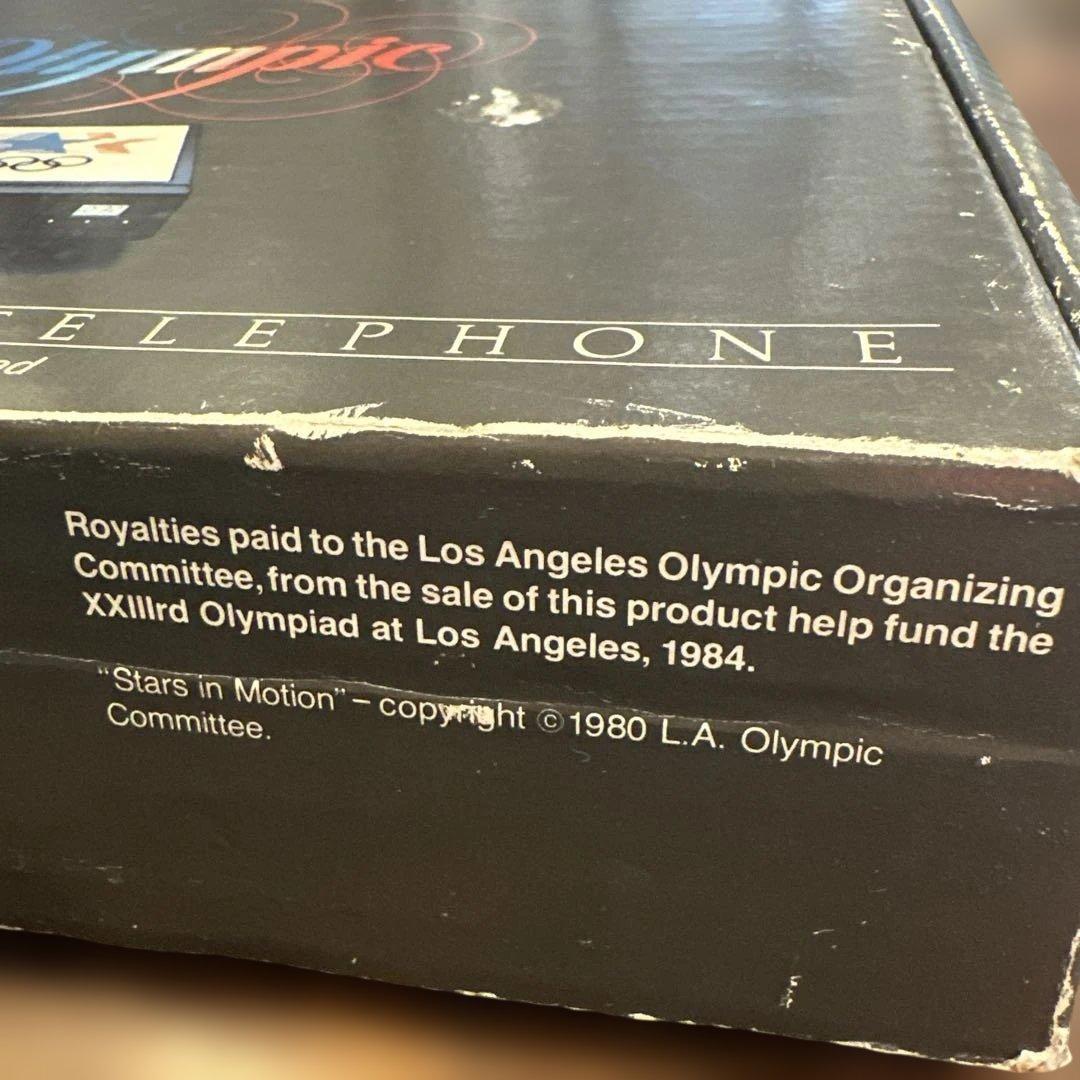 Olympic
TELEPHONE
Royalties paid to the Los Angeles Olympic Organizing
Committee, from the sale of this product help fund the
XXIIIrd Olympiad at Los Angeles, 1984.
"Stars in Motion" – copyright © 1980 L.A. Olympic
Committee.